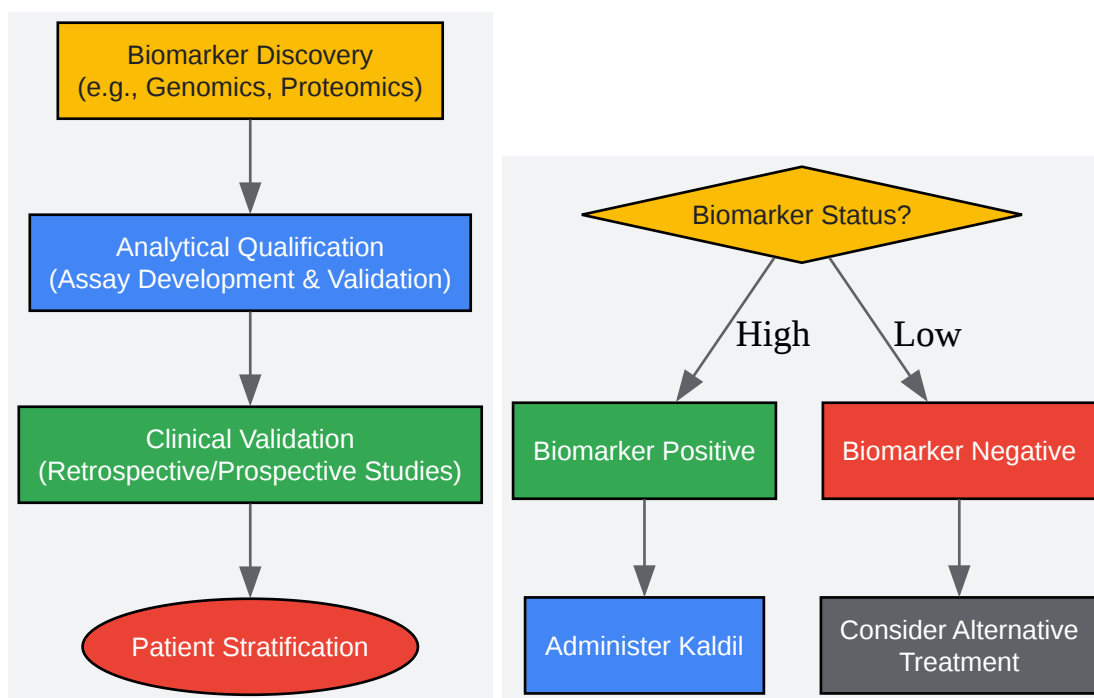 Biomarker Discovery
(e.g., Genomics, Proteomics)
Analytical Qualification
(Assay Development & Validation)
Clinical Validation
(Retrospective/Prospective Studies)
Patient Stratification
Biomarker Status?
High
Low
Biomarker Positive
Biomarker Negative
Administer Kaldil
Consider Alternative
Treatment